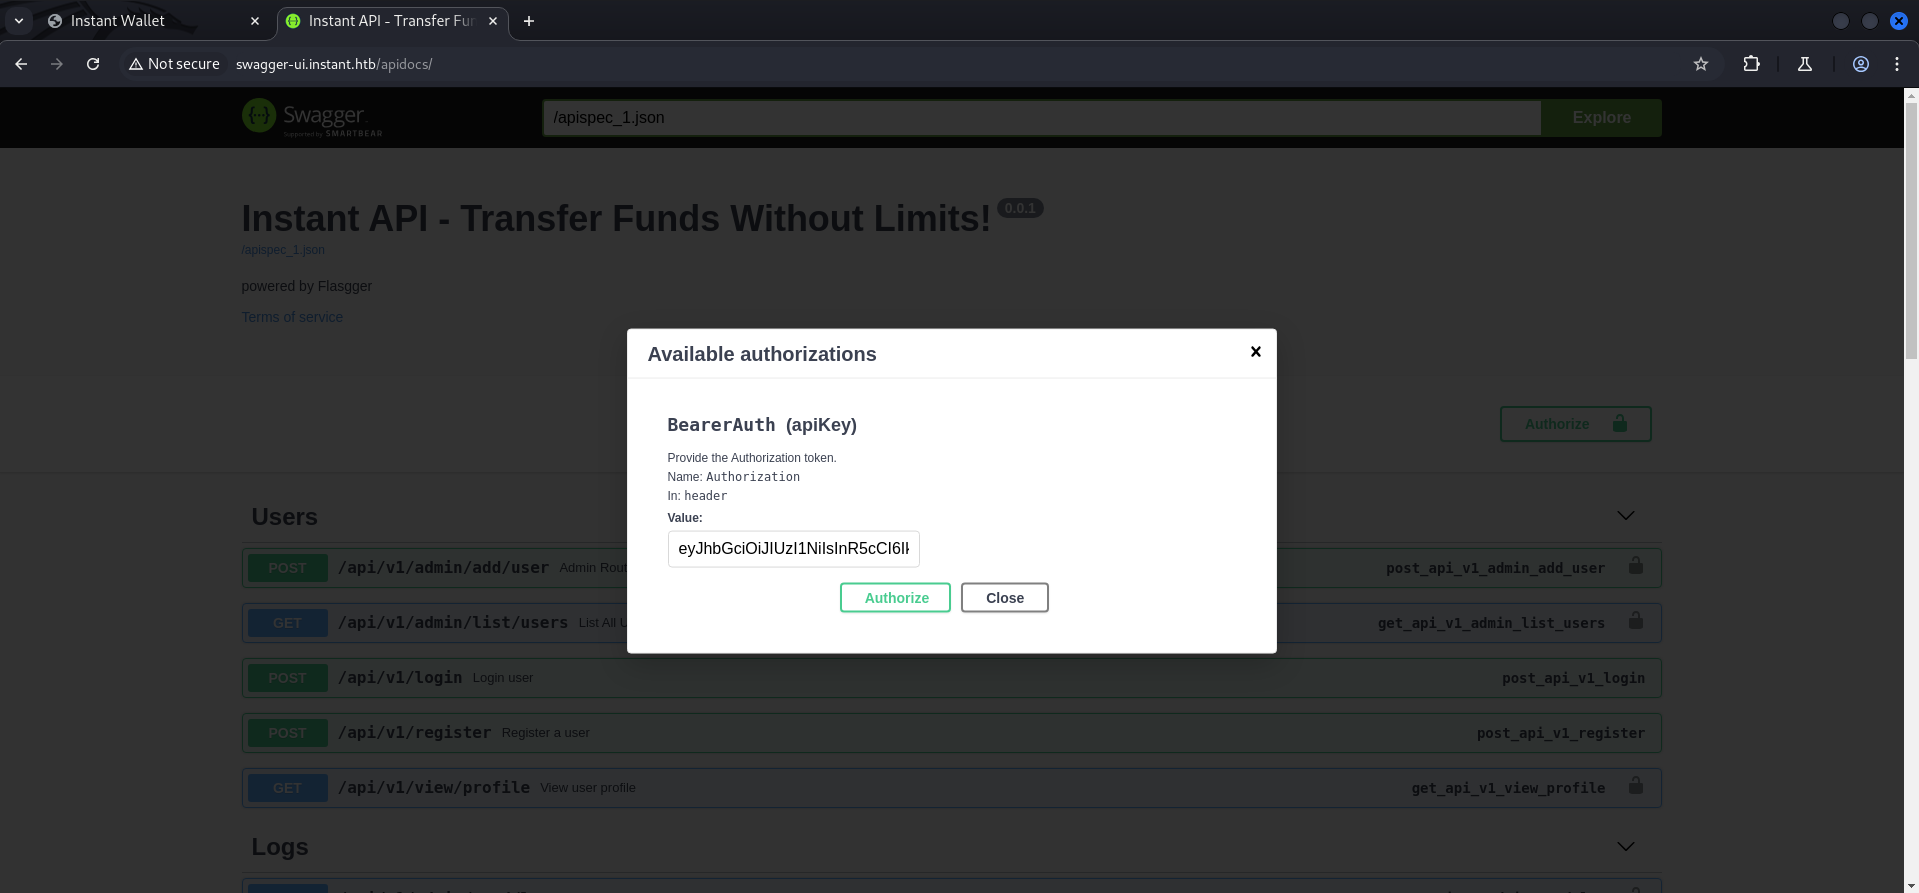 Instant Wallet
Instant API - Transfer Fun
Not secure
swagger-ui.instant.htb/apidocs/
Swagger
Supported by SMARTBEAR
/apispec_1.json
Explore
Instant API - Transfer Funds Without Limits!
0.0.1
/apispec_1.json
powered by Flasgger
Terms of service
Available authorizations
BearerAuth (apiKey)
Provide the Authorization token.
Name: Authorization
In: header
Value:
Authorize
Close
Authorize
Users
POST /api/v1/admin/add/user Admin Rout post_api_v1_admin_add_user
GET /api/v1/admin/list/users List All U get_api_v1_admin_list_users
POST /api/v1/login Login user post_api_v1_login
POST /api/v1/register Register a user post_api_v1_register
GET /api/v1/view/profile View user profile get_api_v1_view_profile
Logs